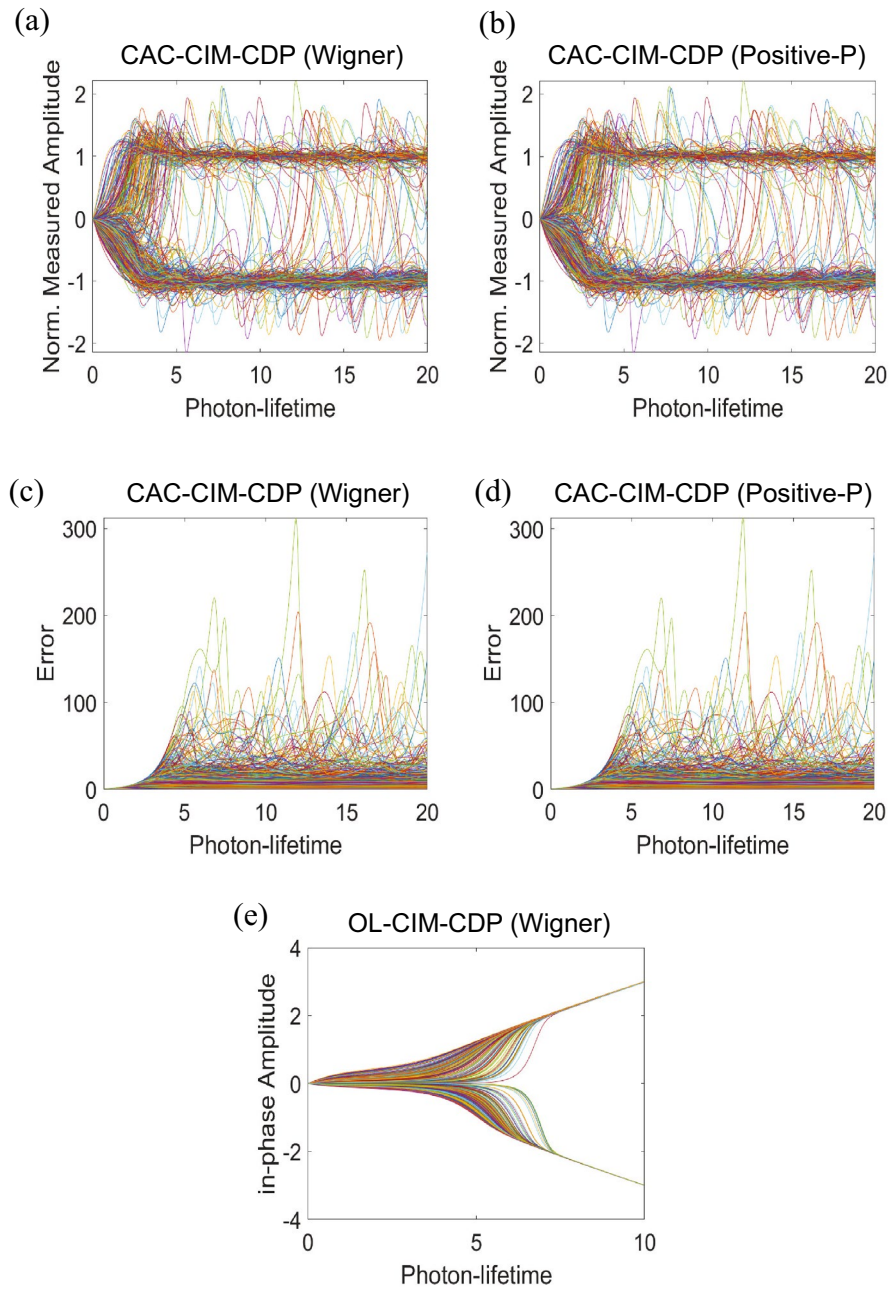 (a)
CAC-CIM-CDP (Wigner)
Norm. Measured Amplitude
2
1
0
-1
-2
0 5 10 15 20
Photon-lifetime
(b)
CAC-CIM-CDP (Positive-P)
Norm. Measured Amplitude
2
1
0
-1
-2
0 5 10 15 20
Photon-lifetime
(c)
CAC-CIM-CDP (Wigner)
Error
300
200
100
0
0 5 10 15 20
Photon-lifetime
(d)
CAC-CIM-CDP (Positive-P)
Error
300
200
100
0
0 5 10 15 20
Photon-lifetime
(e)
OL-CIM-CDP (Wigner)
in-phase Amplitude
4
2
0
-2
-4
0 5 10
Photon-lifetime